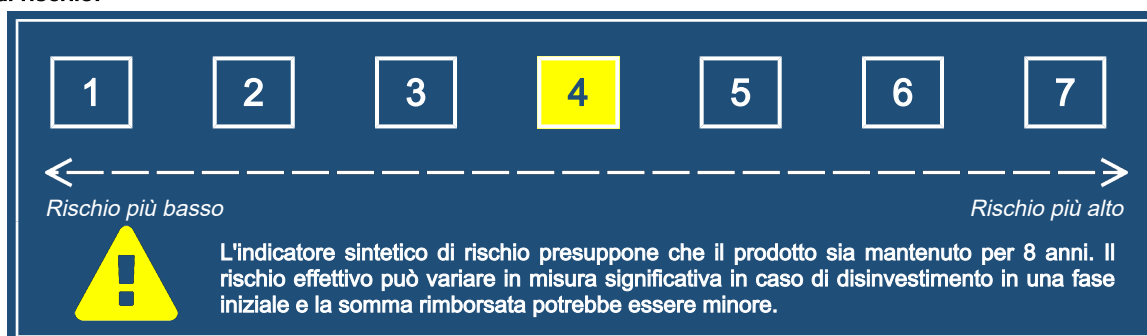 di rischio:
1 2 3 4 5 6 7
Rischio più basso Rischio più alto
L'indicatore sintetico di rischio presuppone che il prodotto sia mantenuto per 8 anni. Il
rischio effettivo può variare in misura significativa in caso di disinvestimento in una fase
iniziale e la somma rimborsata potrebbe essere minore.